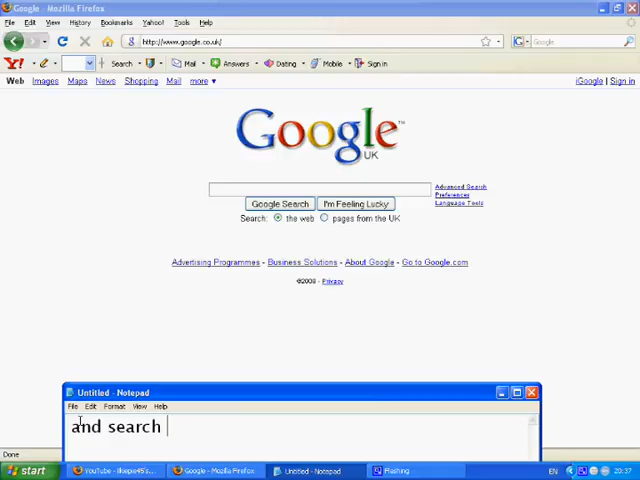 Google - Mozilla Firefox
File Edit View History Bookmarks Yahoo! Tools Help
http://www.google.co.uk/ Google
Y! Search Mail Answers Dating Mobile Sign in
Web Images Maps News Shopping Mail more ▾ iGoogle | Sign in
Google™
UK
Advanced Search
Preferences
Language Tools
Google Search I'm Feeling Lucky
Search: the web pages from the UK
Advertising Programmes - Business Solutions - About Google - Go to Google.com
©2008 - Privacy
Untitled - Notepad
File Edit Format View Help
and search
Done
start YouTube - lloepie45's... Google - Mozilla Firefox Untitled - Notepad Flashing EN 20:37